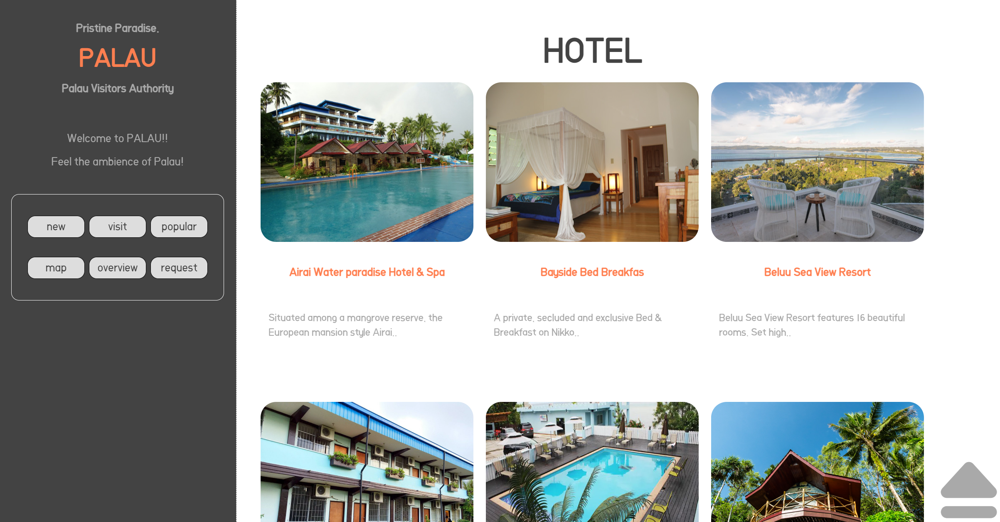 Pristine Paradise.
PALAU
Palau Visitors Authority
Welcome to PALAU!!
Feel the ambience of Palau!
new
visit
popular
map
overview
request
HOTEL
Airai Water paradise Hotel & Spa
Situated among a mangrove reserve, the
European mansion style Airai..
Bayside Bed Breakfas
A private, secluded and exclusive Bed &
Breakfast on Nikko..
Beluu Sea View Resort
Beluu Sea View Resort features 16 beautiful
rooms. Set high..